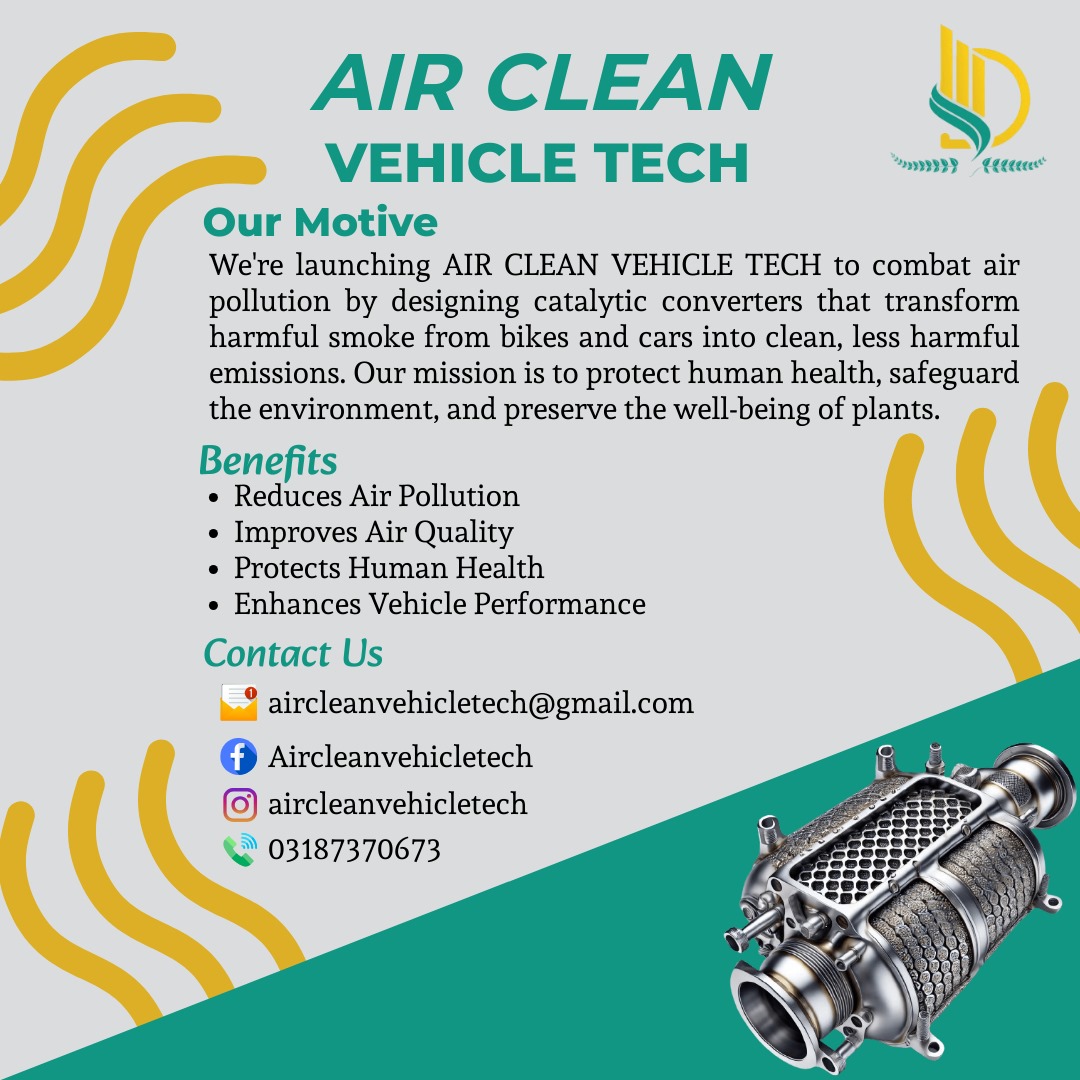 AIR CLEAN
VEHICLE TECH
Our Motive
We're launching AIR CLEAN VEHICLE TECH to combat air
pollution by designing catalytic converters that transform
harmful smoke from bikes and cars into clean, less harmful
emissions. Our mission is to protect human health, safeguard
the environment, and preserve the well-being of plants.
Benefits
• Reduces Air Pollution
• Improves Air Quality
• Protects Human Health
• Enhances Vehicle Performance
Contact Us
1
aircleanvehicletech@gmail.com
Aircleanvehicletech
aircleanvehicletech
03187370673